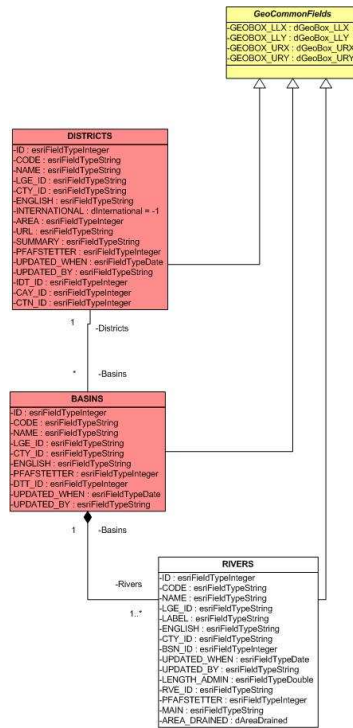 GeoCommonFields
-GEOBOX_LLX : dGeoBox_LLX
-GEOBOX_LLY : dGeoBox_LLY
-GEOBOX_URX : dGeoBox_URX
-GEOBOX_URY : dGeoBox_URY
DISTRICTS
-ID : esriFieldTypeInteger
-CODE : esriFieldTypeString
-NAME : esriFieldTypeString
-LGE_ID : esriFieldTypeString
-CTY_ID : esriFieldTypeString
-ENGLISH : esriFieldTypeString
-INTERNATIONAL : dInternational = -1
-AREA : esriFieldTypeInteger
-URL : esriFieldTypeString
-SUMMARY : esriFieldTypeString
-PFAFSTETTER : esriFieldTypeInteger
-UPDATED_WHEN : esriFieldTypeDate
-UPDATED_BY : esriFieldTypeString
-IDT_ID : esriFieldTypeInteger
-CAY_ID : esriFieldTypeInteger
-CTN_ID : esriFieldTypeInteger
1
-Districts
* -Basins
BASINS
-ID : esriFieldTypeInteger
-CODE : esriFieldTypeString
-NAME : esriFieldTypeString
-LGE_ID : esriFieldTypeString
-CTY_ID : esriFieldTypeString
-ENGLISH : esriFieldTypeString
-PFAFSTETTER : esriFieldTypeInteger
-DTT_ID : esriFieldTypeInteger
-UPDATED_WHEN : esriFieldTypeDate
-UPDATED_BY : esriFieldTypeString
1 -Basins
-Rivers
1..*
RIVERS
-ID : esriFieldTypeInteger
-CODE : esriFieldTypeString
-NAME : esriFieldTypeString
-LGE_ID : esriFieldTypeString
-LABEL : esriFieldTypeString
-ENGLISH : esriFieldTypeString
-CTY_ID : esriFieldTypeString
-BSN_ID : esriFieldTypeInteger
-UPDATED_WHEN : esriFieldTypeDate
-UPDATED_BY : esriFieldTypeString
-LENGTH_ADMIN : esriFieldTypeDouble
-RVE_ID : esriFieldTypeString
-PFAFSTETTER : esriFieldTypeInteger
-MAIN : esriFieldTypeString
-AREA_DRAINED : dAreaDrained